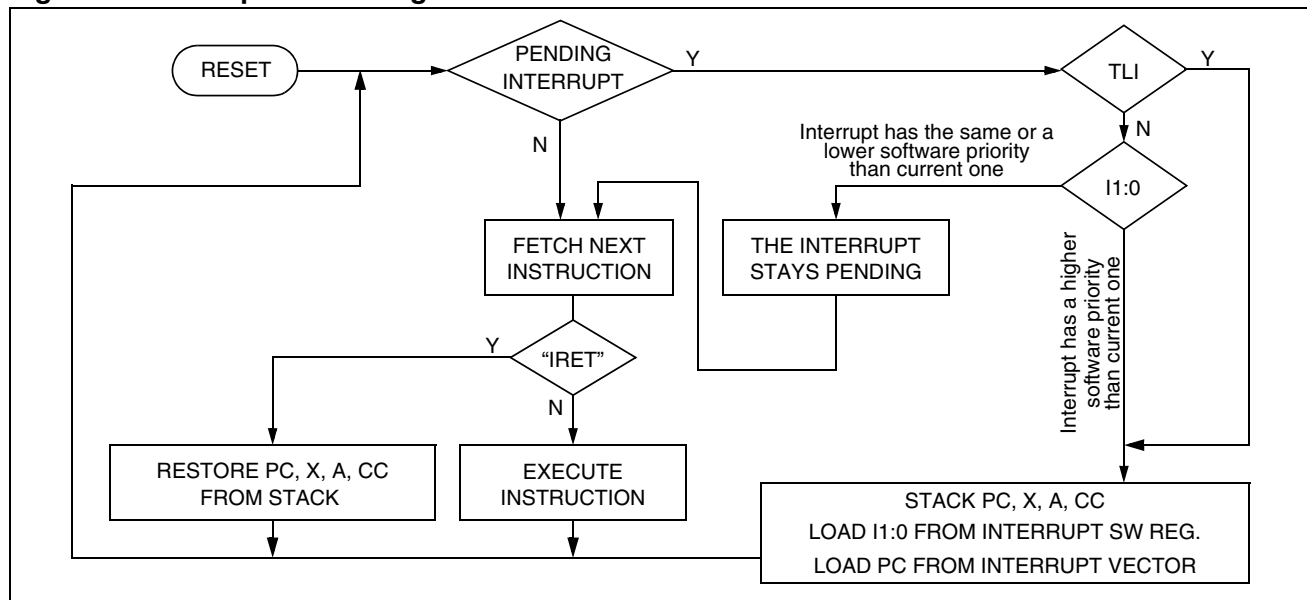 RESET
PENDING
INTERRUPT
Y
TLI
Y
N
N
Interrupt has the same or a
lower software priority
than current one
I1:0
FETCH NEXT
INSTRUCTION
THE INTERRUPT
STAYS PENDING
Interrupt has a higher
software priority
than current one
Y
“IRET”
N
RESTORE PC, X, A, CC
FROM STACK
EXECUTE
INSTRUCTION
STACK PC, X, A, CC
LOAD I1:0 FROM INTERRUPT SW REG.
LOAD PC FROM INTERRUPT VECTOR